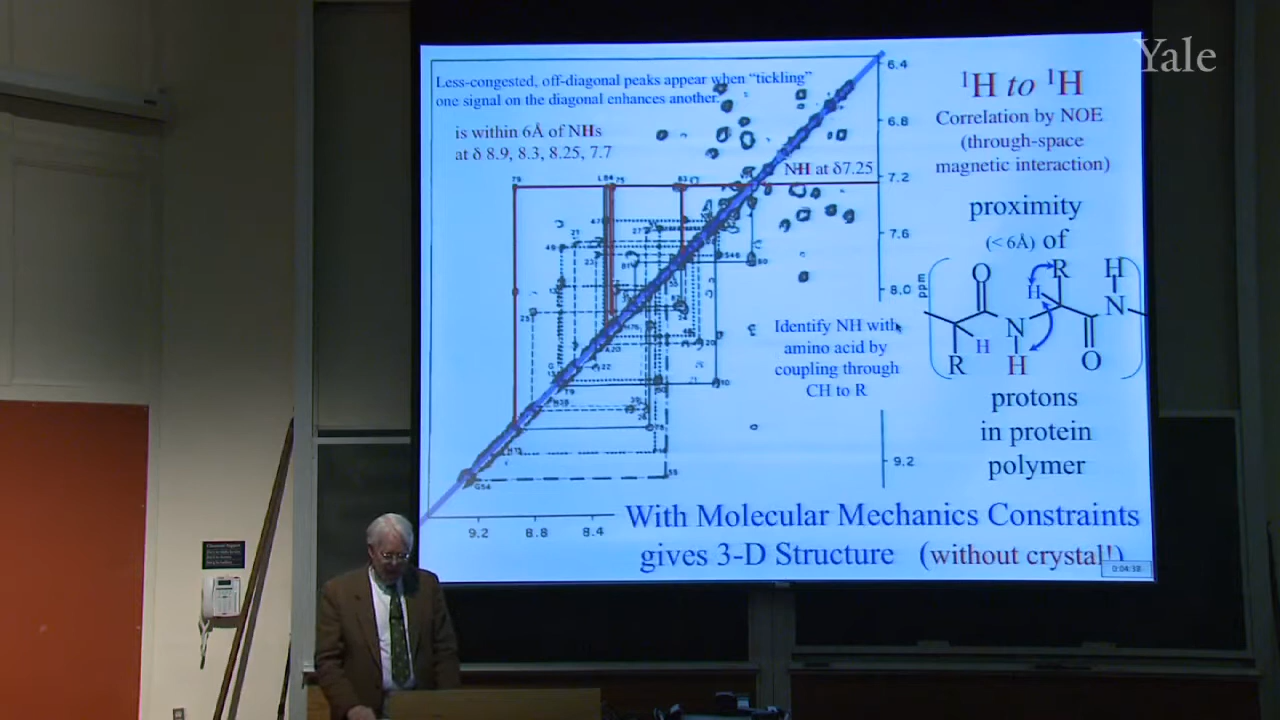 Yale
Less-congested, off-diagonal peaks appear when “tickling”
one signal on the diagonal enhances another.
is within 6Å of NHs
at δ 8.9, 8.3, 8.25, 7.7
NH at δ7.25
6.4
6.8
7.2
7.6
8.0
ppm
9.2
9.2 8.8 8.4
Identify NH with
amino acid by
coupling through
CH to R
¹H to ¹H
Correlation by NOE
(through-space
magnetic interaction)
proximity
(< 6Å) of
O
H
R
H
N
H
R
N
H
O
protons
in protein
polymer
With Molecular Mechanics Constraints
gives 3-D Structure (without crystal!)
0:04:38